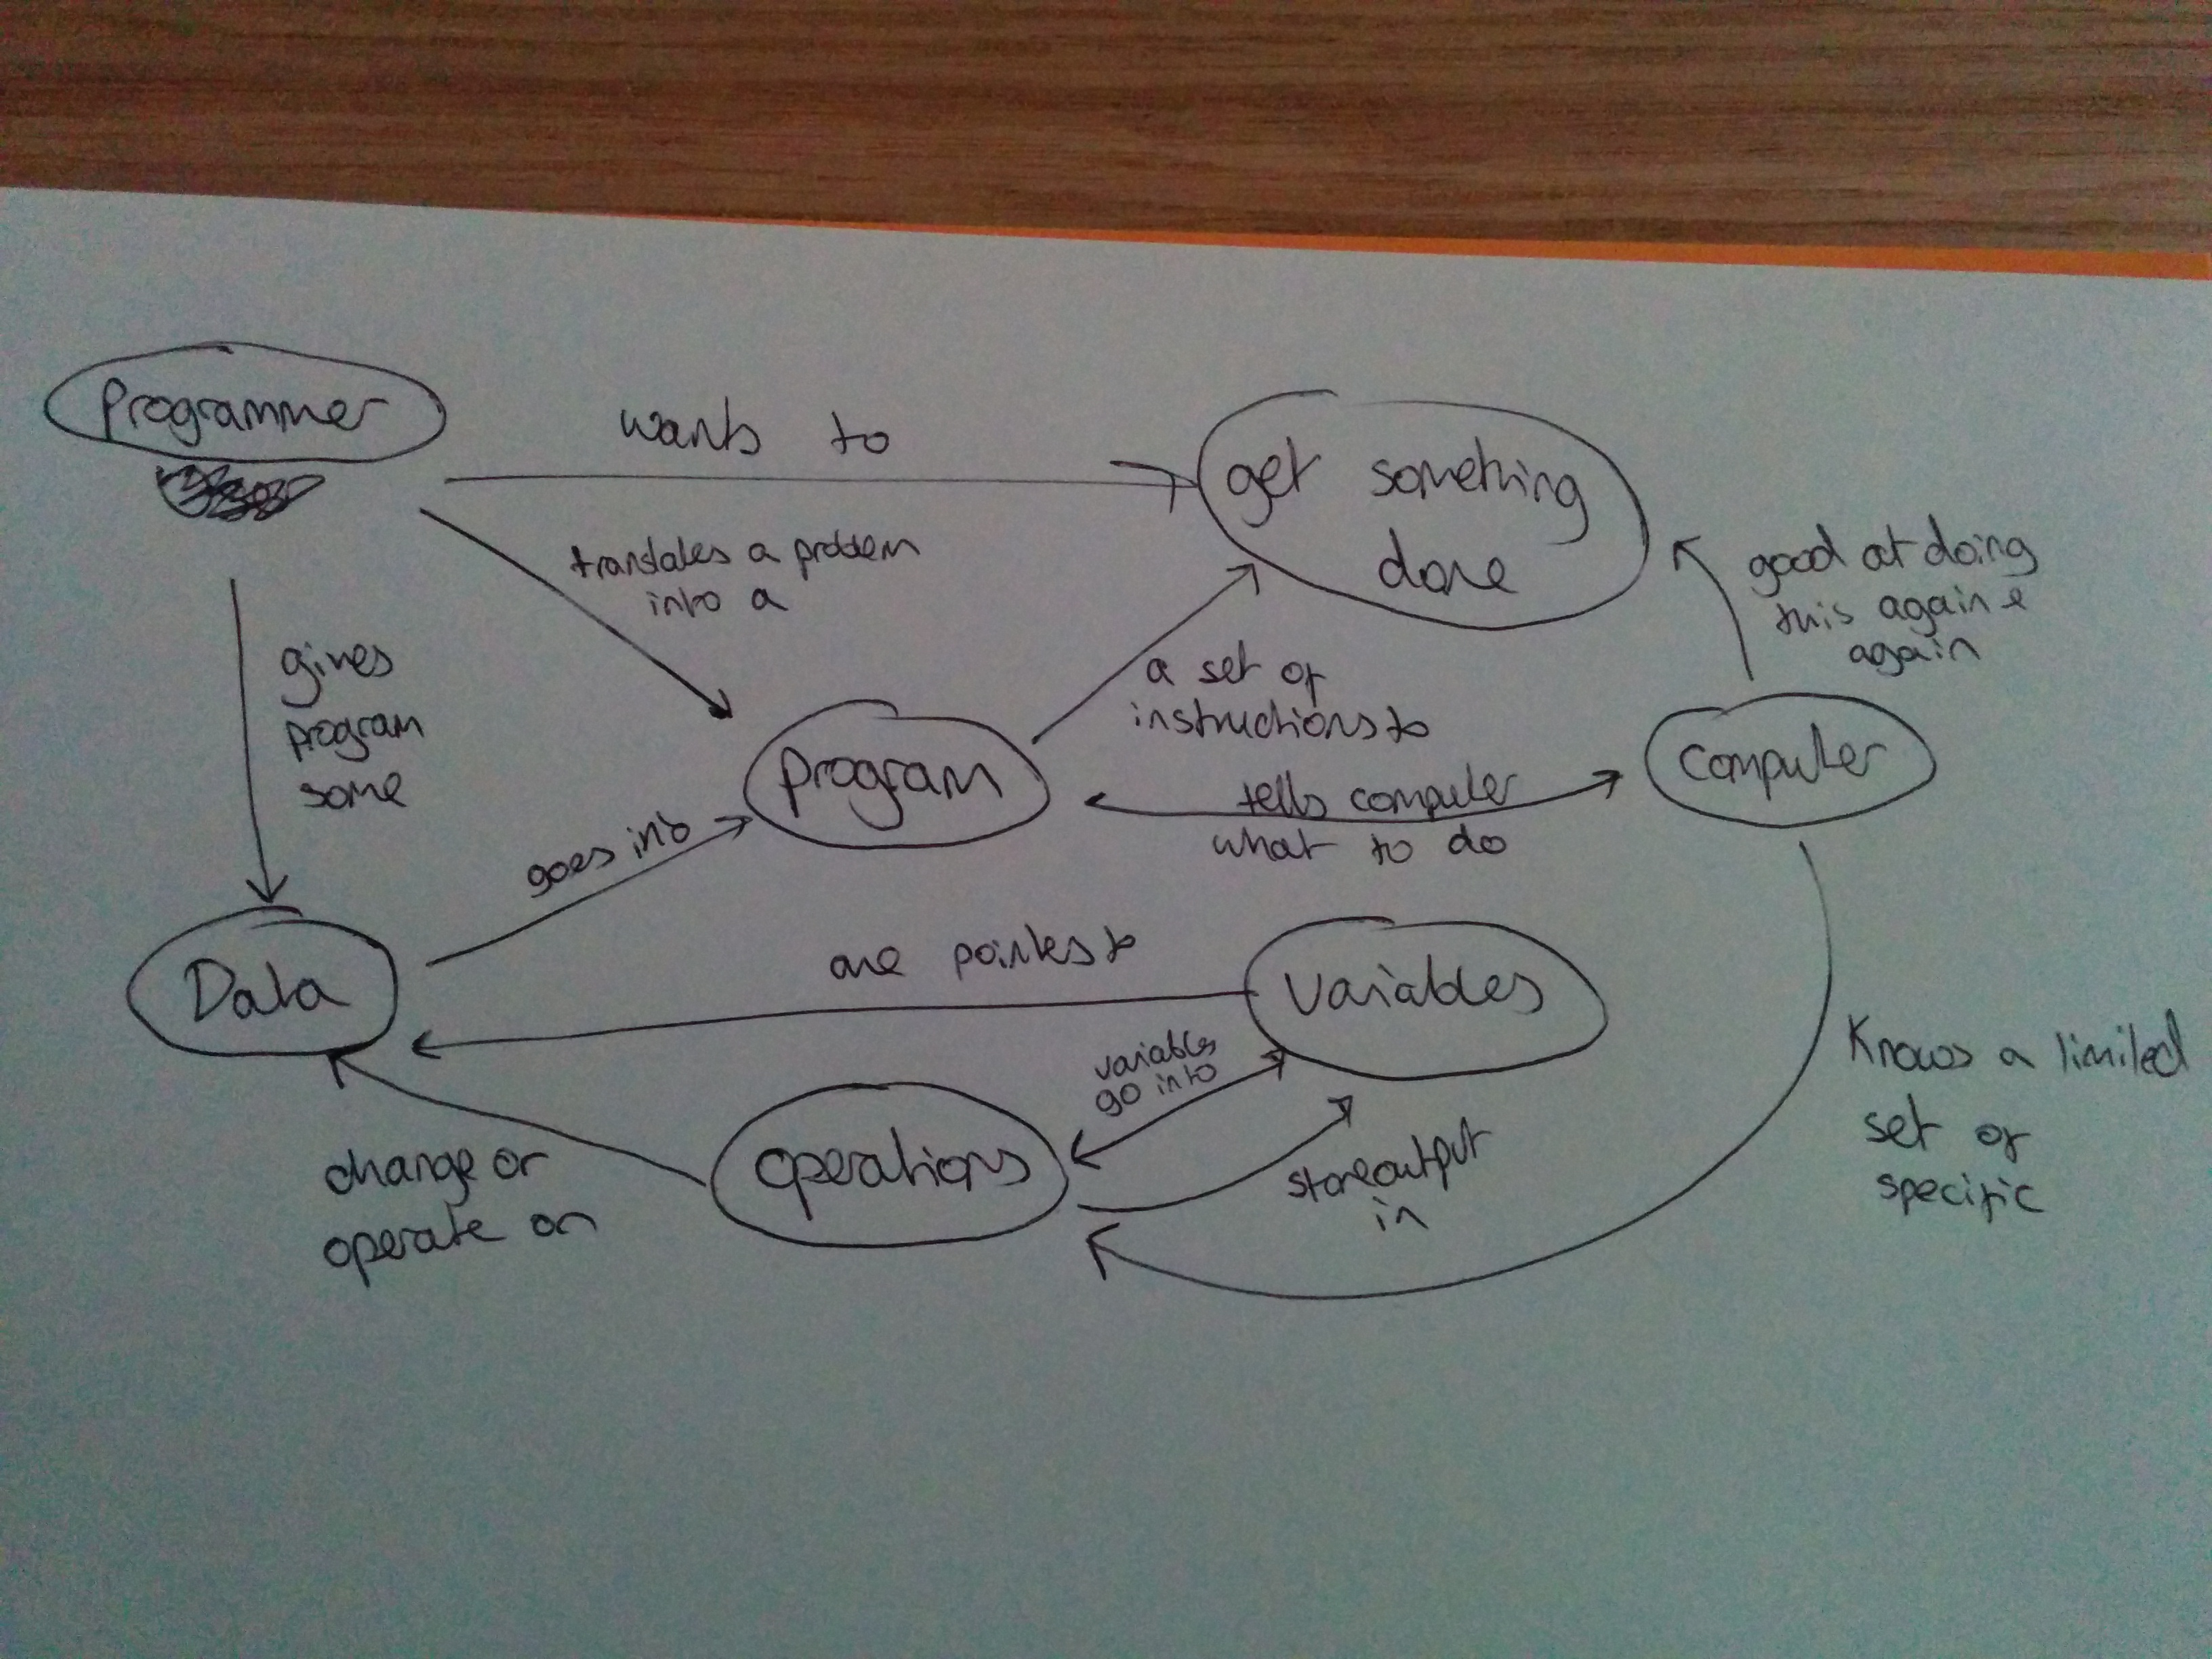 Programmer
wants to
get something
done
translates a problem
into a
good at doing
this again &
again
gives
program
some
a set of
instructions to
program
computer
tells computer
what to do
goes into
Data
are pointes to
variables
variables
go into
Knows a limited
set of
specific
operations
store output
in
change or
operate on